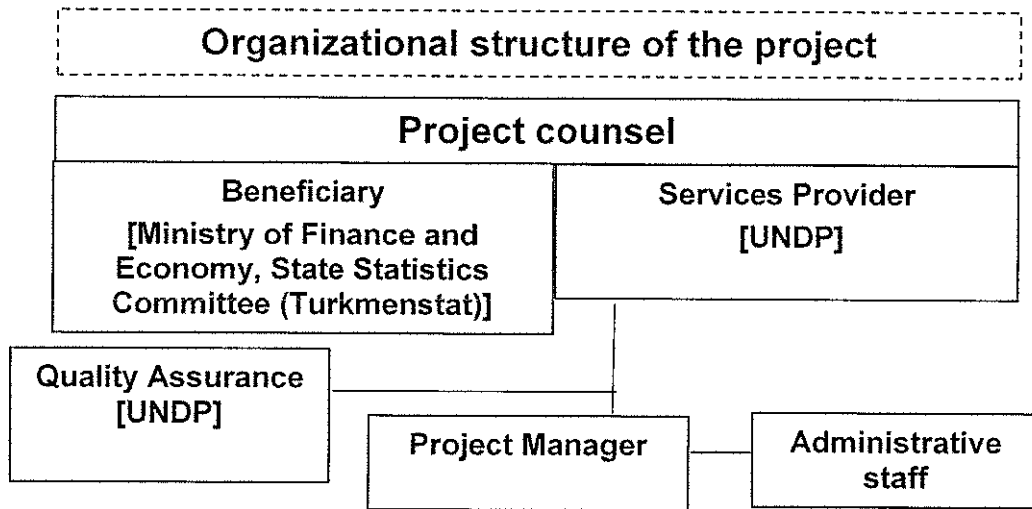 Organizational structure of the project
Project counsel
Beneficiary
[Ministry of Finance and
Economy, State Statistics
Committee (Turkmenstat)]
Services Provider
[UNDP]
Quality Assurance
[UNDP]
Project Manager
Administrative
staff